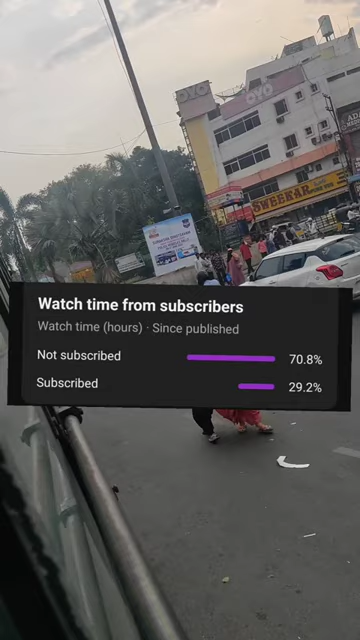 OYO
OYO
SWEEKAR
Watch time from subscribers
Watch time (hours) · Since published
Not subscribed
70.8%
Subscribed
29.2%